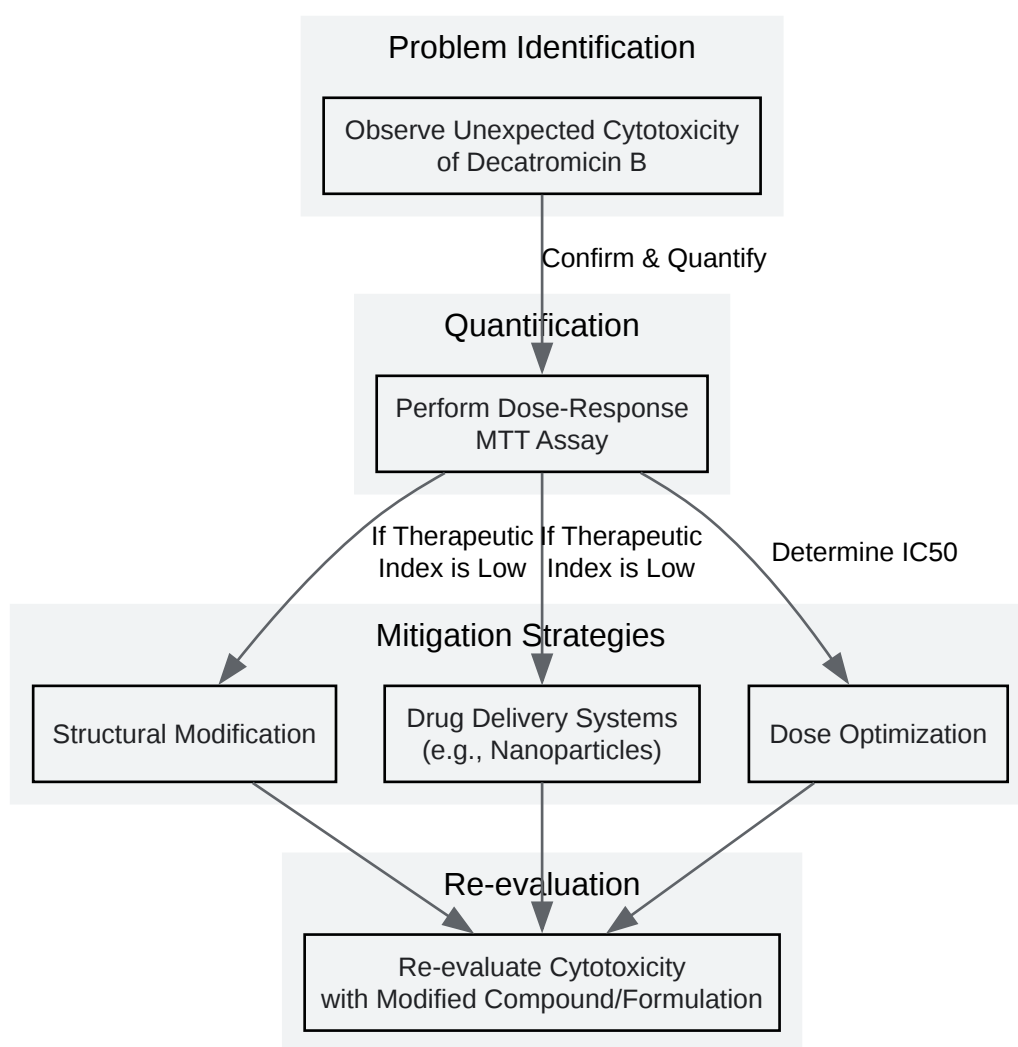 Problem Identification
Observe Unexpected Cytotoxicity
of Decatromicin B
Confirm & Quantify
Quantification
Perform Dose-Response
MTT Assay
If Therapeutic
Index is Low
If Therapeutic
Index is Low
Determine IC50
Mitigation Strategies
Structural Modification
Drug Delivery Systems
(e.g., Nanoparticles)
Dose Optimization
Re-evaluation
Re-evaluate Cytotoxicity
with Modified Compound/Formulation